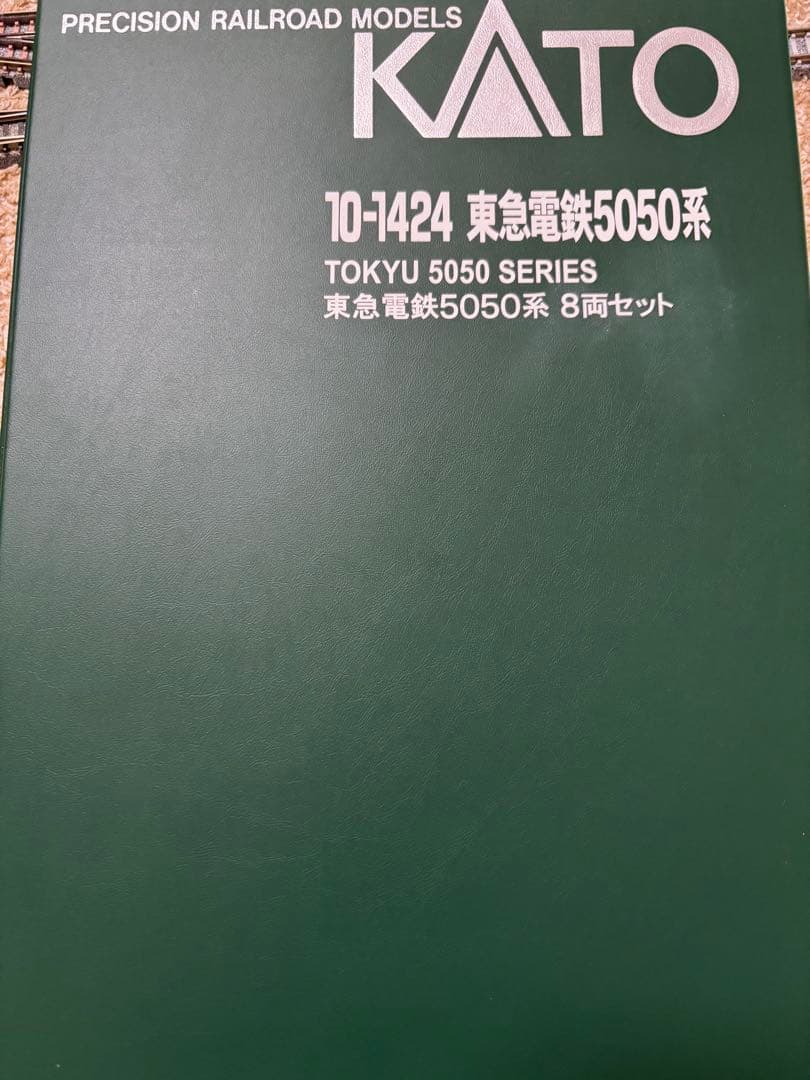 PRECISION RAILROAD MODELS
KATO
10-1424 東急電鉄5050系
TOKYU 5050 SERIES
東急電鉄5050系 8両セット